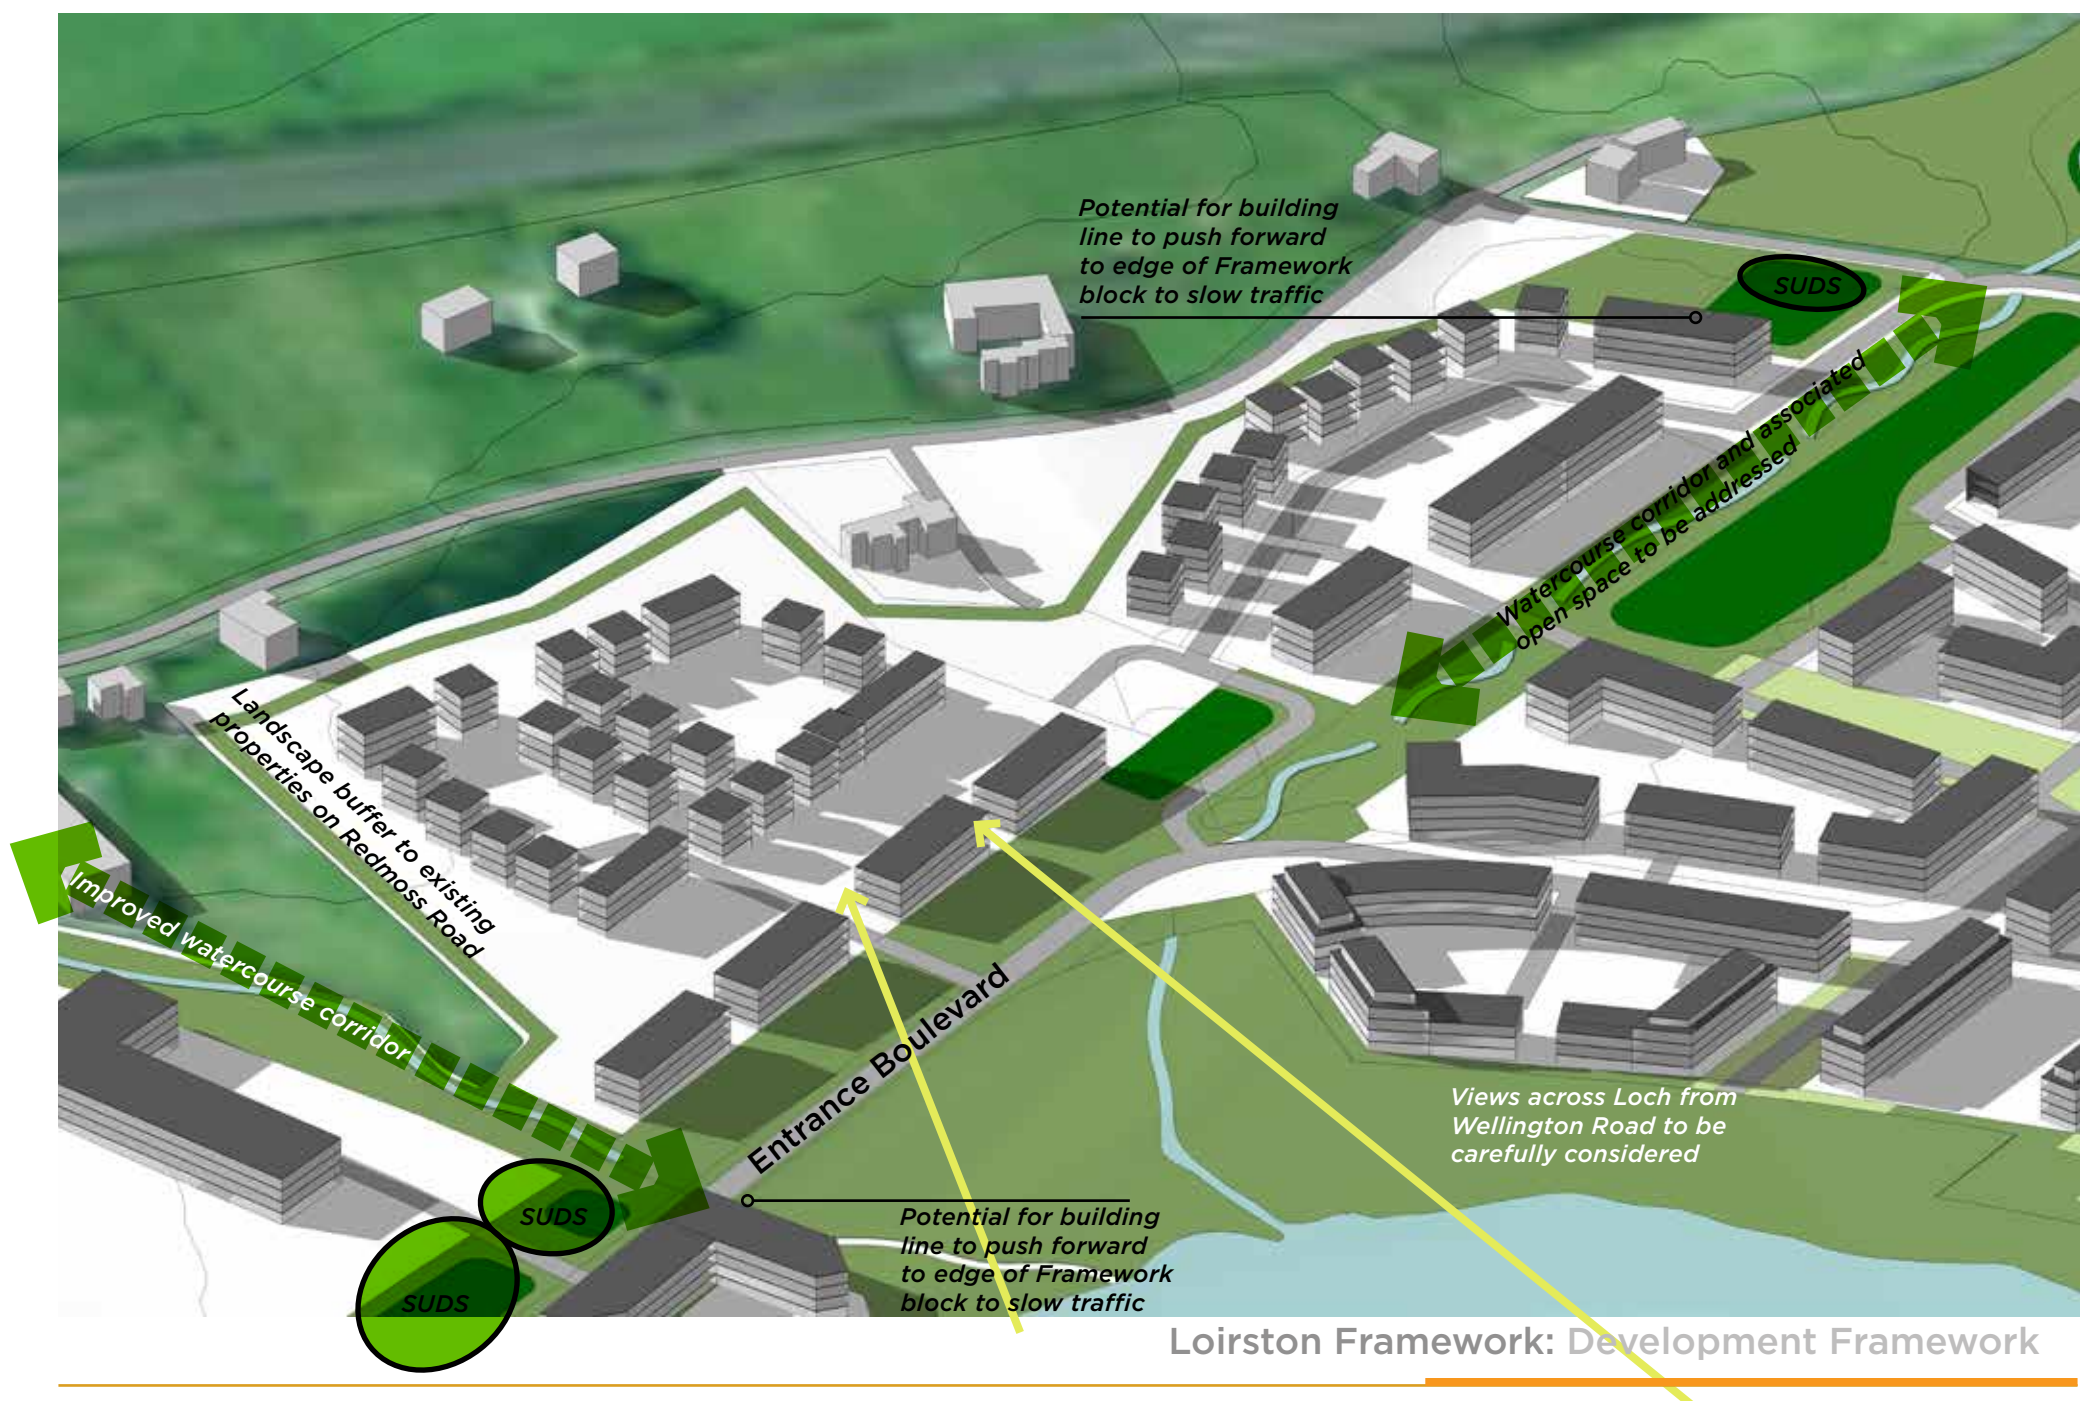 Potential for building
line to push forward
to edge of Framework
block to slow traffic
SUDS
Watercourse corridor and associated
open space to be addressed
Landscape buffer to existing
properties on Redmoss Road
Improved watercourse corridor
Entrance Boulevard
Views across Loch from
Wellington Road to be
carefully considered
SUDS
SUDS
Potential for building
line to push forward
to edge of Framework
block to slow traffic
Loirston Framework: Development Framework